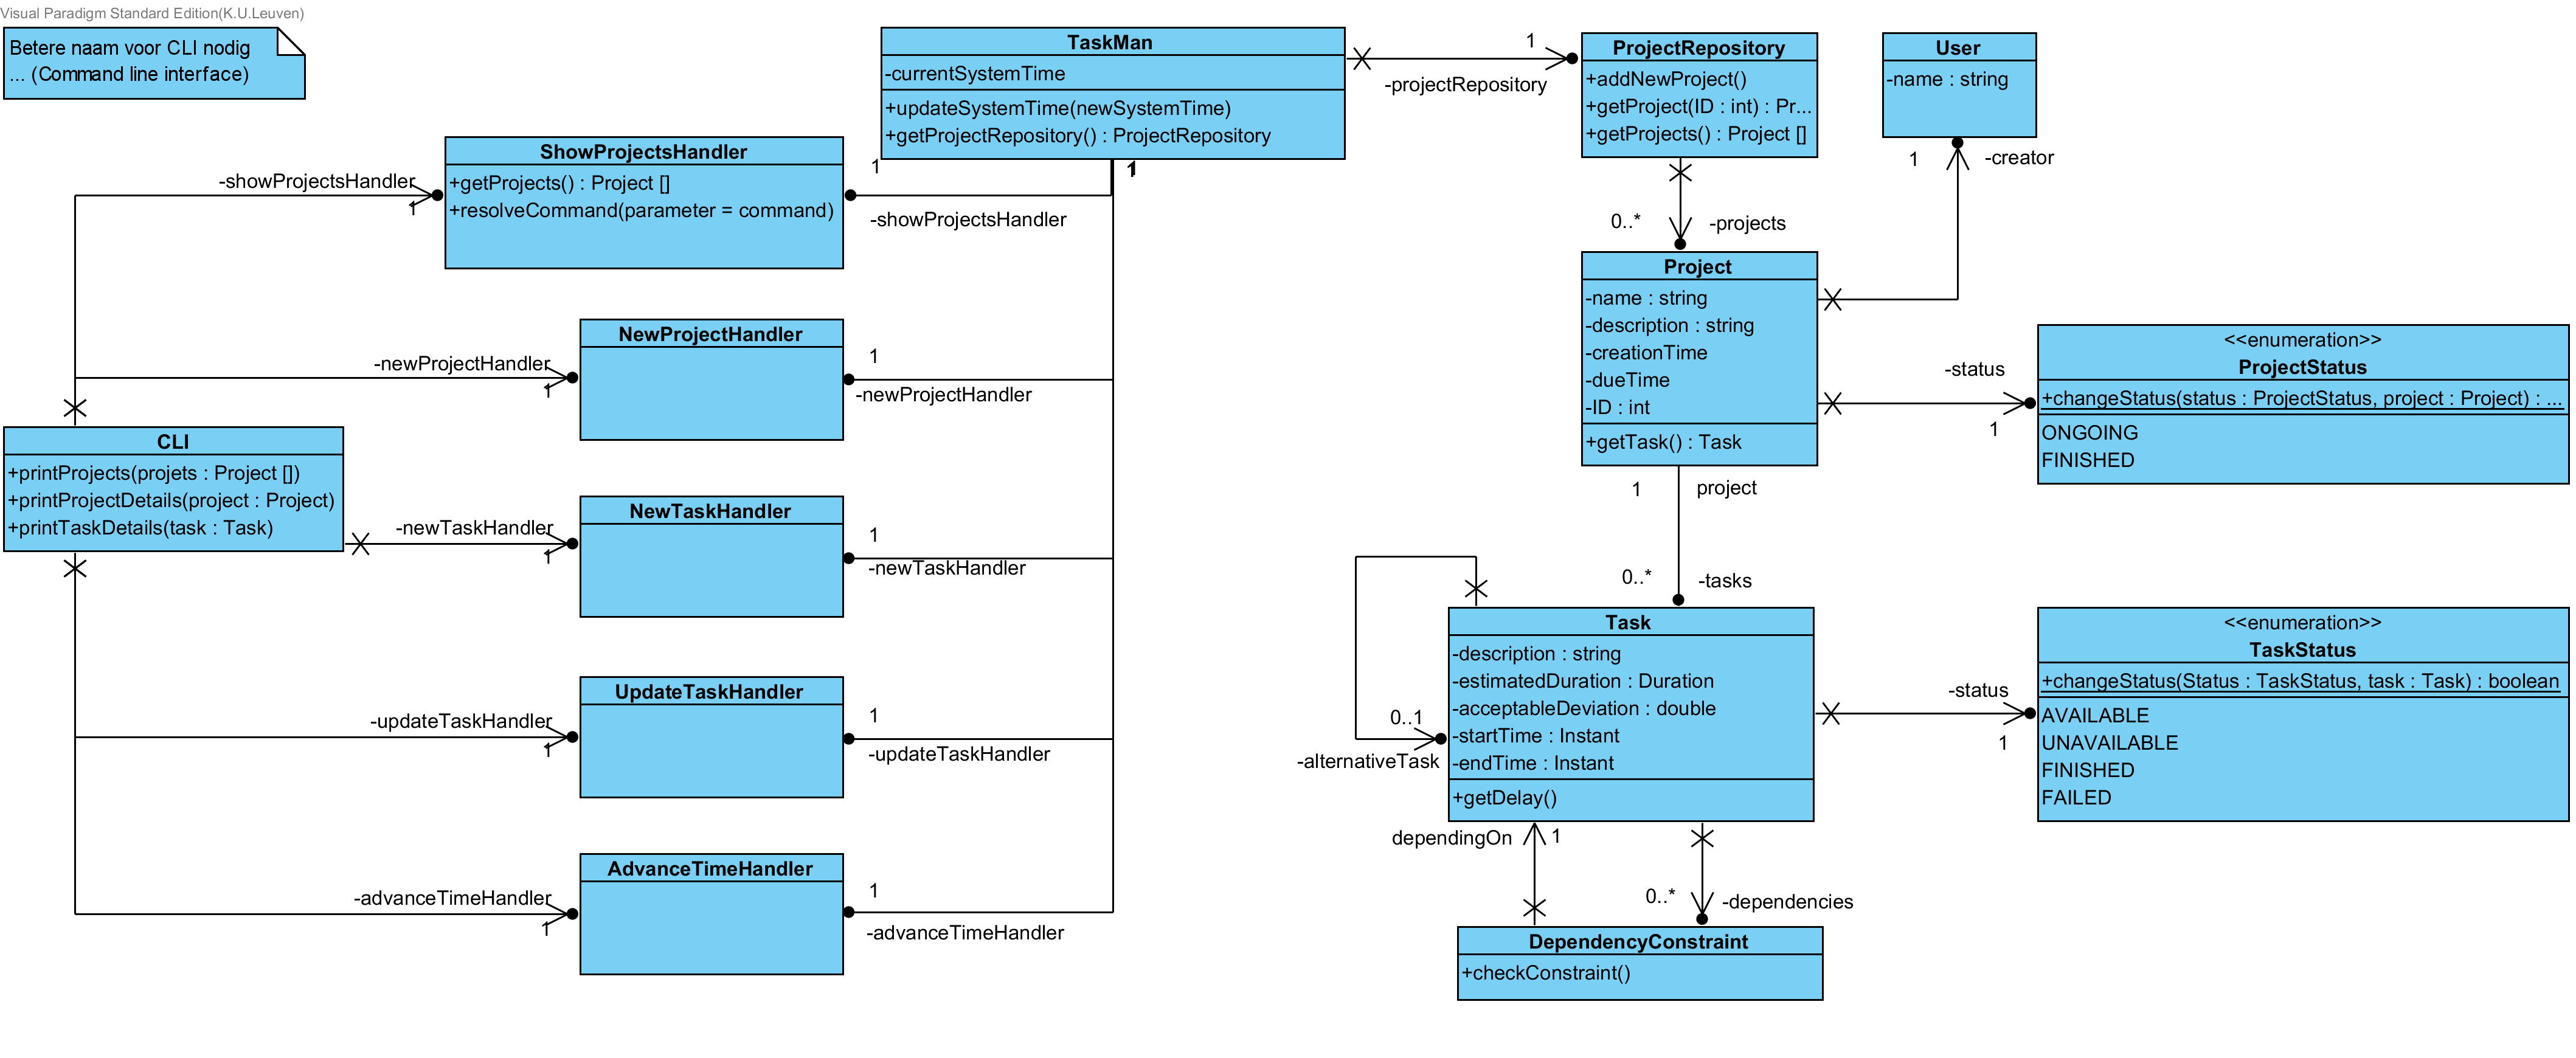 Visual Paradigm Standard Edition(K.U.Leuven)
Betere naam voor CLI nodig
... (Command line interface)
TaskMan
-currentSystemTime
+updateSystemTime(newSystemTime)
+getProjectRepository() : ProjectRepository
1
-projectRepository
ProjectRepository
+addNewProject()
+getProject(ID : int) : Pr...
+getProjects() : Project []
User
-name : string
1
-creator
ShowProjectsHandler
+getProjects() : Project []
+resolveCommand(parameter = command)
-showProjectsHandler
1
1
1
-showProjectsHandler
0..*
-projects
Project
-name : string
-description : string
-creationTime
-dueTime
-ID : int
+getTask() : Task
<<enumeration>>
ProjectStatus
+changeStatus(status : ProjectStatus, project : Project) : ...
ONGOING
FINISHED
-status
1
NewProjectHandler
-newProjectHandler
1
1
-newProjectHandler
CLI
+printProjects(projets : Project [])
+printProjectDetails(project : Project)
+printTaskDetails(task : Task)
NewTaskHandler
-newTaskHandler
1
1
-newTaskHandler
1
project
0..*
-tasks
Task
-description : string
-estimatedDuration : Duration
-acceptableDeviation : double
-startTime : Instant
-endTime : Instant
+getDelay()
0..1
-alternativeTask
<<enumeration>>
TaskStatus
+changeStatus(Status : TaskStatus, task : Task) : boolean
AVAILABLE
UNAVAILABLE
FINISHED
FAILED
-status
1
UpdateTaskHandler
-updateTaskHandler
1
1
-updateTaskHandler
dependingOn
1
0..*
-dependencies
AdvanceTimeHandler
-advanceTimeHandler
1
1
-advanceTimeHandler
DependencyConstraint
+checkConstraint()